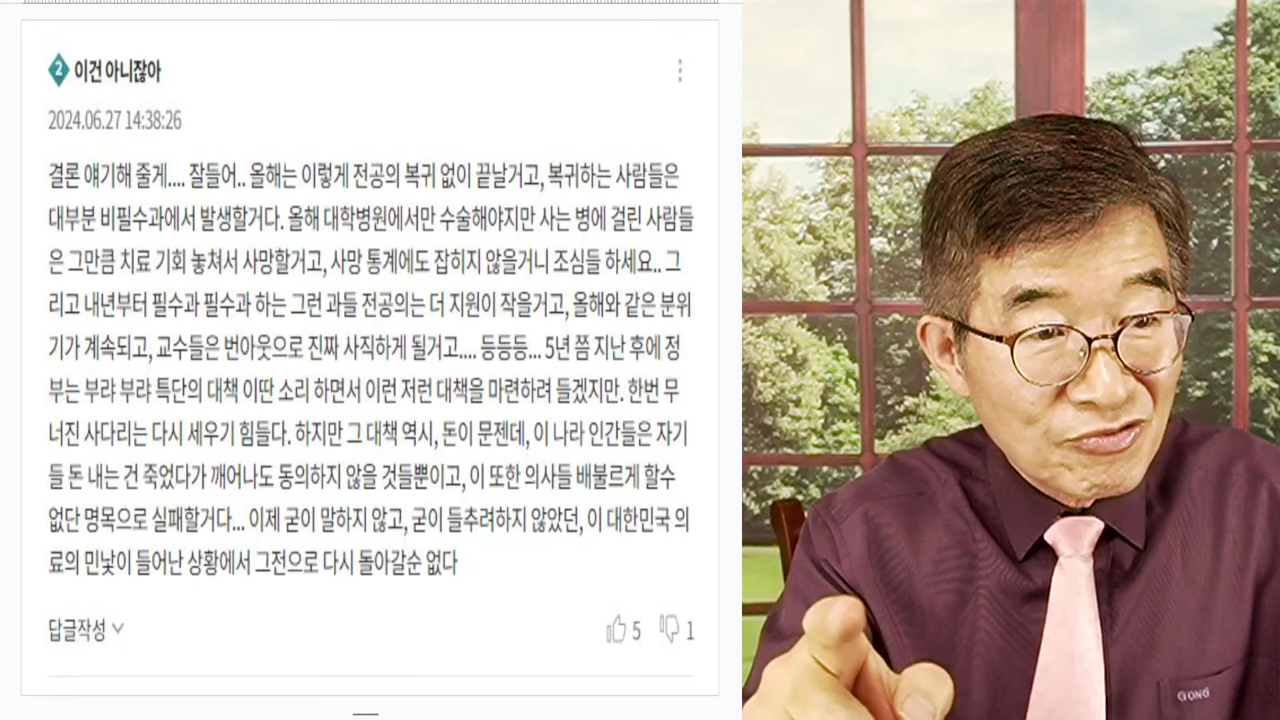 2 이건 아니잖아
2024.06.27 14:38:26
결론 얘기해 줄게.... 잘들어.. 올해는 이렇게 전공의 복귀 없이 끝날거고, 복귀하는 사람들은
대부분 비필수과에서 발생할거다. 올해 대학병원에서만 수술해야지만 사는 병에 걸린 사람들
은 그만큼 치료 기회 놓쳐서 사망할거고, 사망 통계에도 잡히지 않을거니 조심들 하세요.. 그
리고 내년부터 필수과 필수과 하는 그런 과들 전공의는 더 지원이 작을거고, 올해와 같은 분위
기가 계속되고, 교수들은 번아웃으로 진짜 사직하게 될거고.... 등등등... 5년 쯤 지난 후에 정
부는 부랴 부랴 특단의 대책 이딴 소리 하면서 이런 저런 대책을 마련하려 들겠지만. 한번 무
너진 사다리는 다시 세우기 힘들다. 하지만 그 대책 역시, 돈이 문젠데, 이 나라 인간들은 자기
들 돈 내는 건 죽었다가 깨어나도 동의하지 않을 것들뿐이고, 이 또한 의사들 배불르게 할수
없단 명목으로 실패할거다... 이제 굳이 말하지 않고, 굳이 들추려하지 않았던, 이 대한민국 의
료의 민낯이 들어난 상황에서 그전으로 다시 돌아갈순 없다
답글작성
5 1
GONG